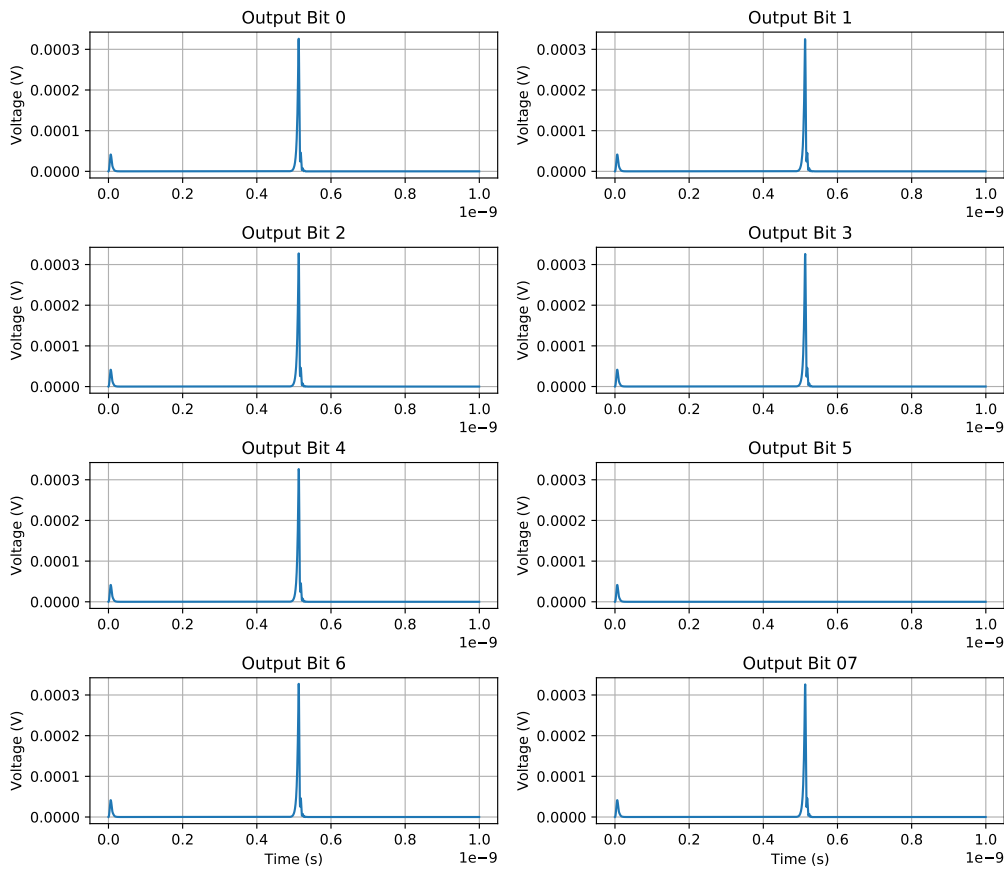 Output Bit 0
Voltage (V)
0.0003
0.0002
0.0001
0.0000
0.0 0.2 0.4 0.6 0.8 1.0
1e−9
Output Bit 1
Voltage (V)
0.0003
0.0002
0.0001
0.0000
0.0 0.2 0.4 0.6 0.8 1.0
1e−9
Output Bit 2
Voltage (V)
0.0003
0.0002
0.0001
0.0000
0.0 0.2 0.4 0.6 0.8 1.0
1e−9
Output Bit 3
Voltage (V)
0.0003
0.0002
0.0001
0.0000
0.0 0.2 0.4 0.6 0.8 1.0
1e−9
Output Bit 4
Voltage (V)
0.0003
0.0002
0.0001
0.0000
0.0 0.2 0.4 0.6 0.8 1.0
1e−9
Output Bit 5
Voltage (V)
0.0003
0.0002
0.0001
0.0000
0.0 0.2 0.4 0.6 0.8 1.0
1e−9
Output Bit 6
Voltage (V)
0.0003
0.0002
0.0001
0.0000
0.0 0.2 0.4 0.6 0.8 1.0
Time (s)
1e−9
Output Bit 07
Voltage (V)
0.0003
0.0002
0.0001
0.0000
0.0 0.2 0.4 0.6 0.8 1.0
Time (s)
1e−9